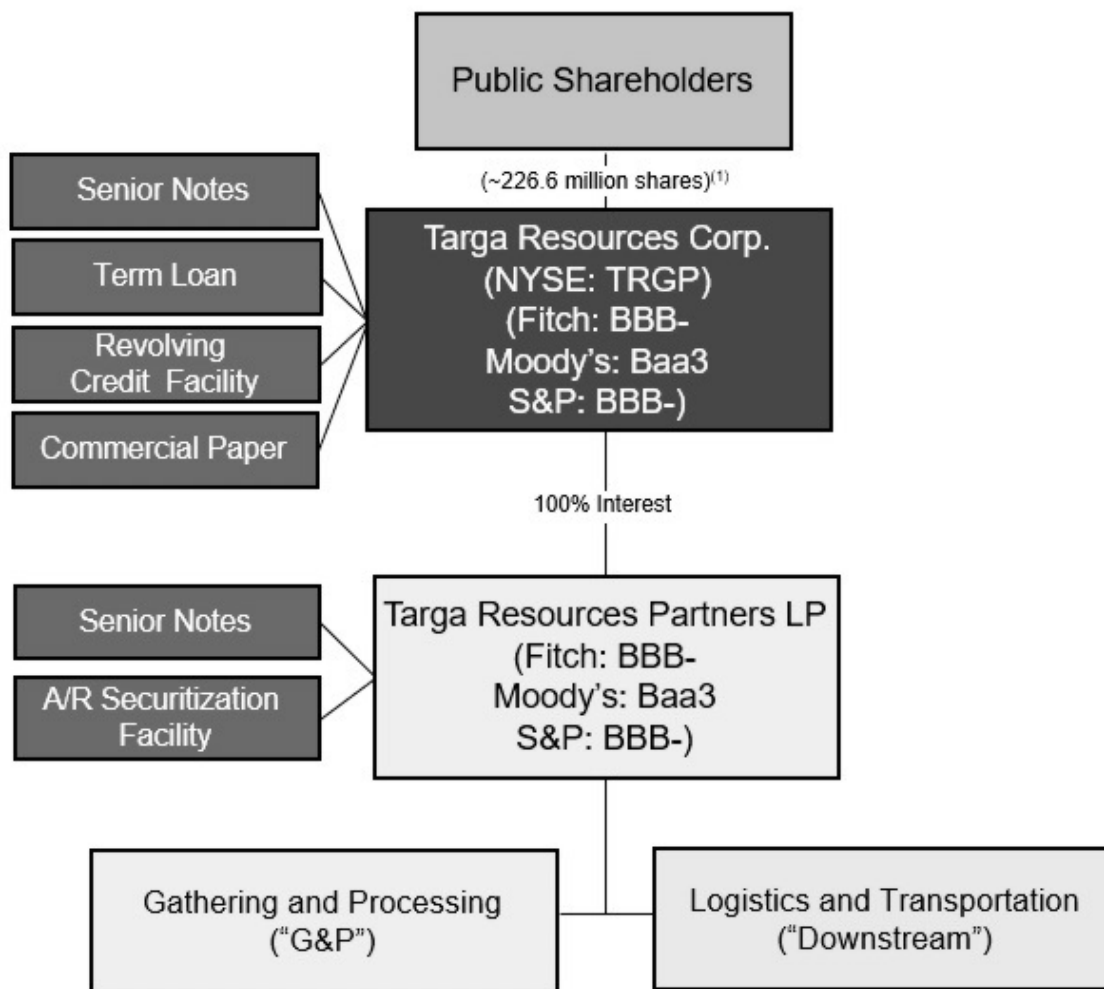 Public Shareholders
(~226.6 million shares)(1)
Senior Notes
Term Loan
Revolving
Credit Facility
Commercial Paper
Targa Resources Corp.
(NYSE: TRGP)
(Fitch: BBB-
Moody's: Baa3
S&P: BBB-)
100% Interest
Senior Notes
A/R Securitization
Facility
Targa Resources Partners LP
(Fitch: BBB-
Moody's: Baa3
S&P: BBB-)
Gathering and Processing
(“G&P”)
Logistics and Transportation
(“Downstream”)